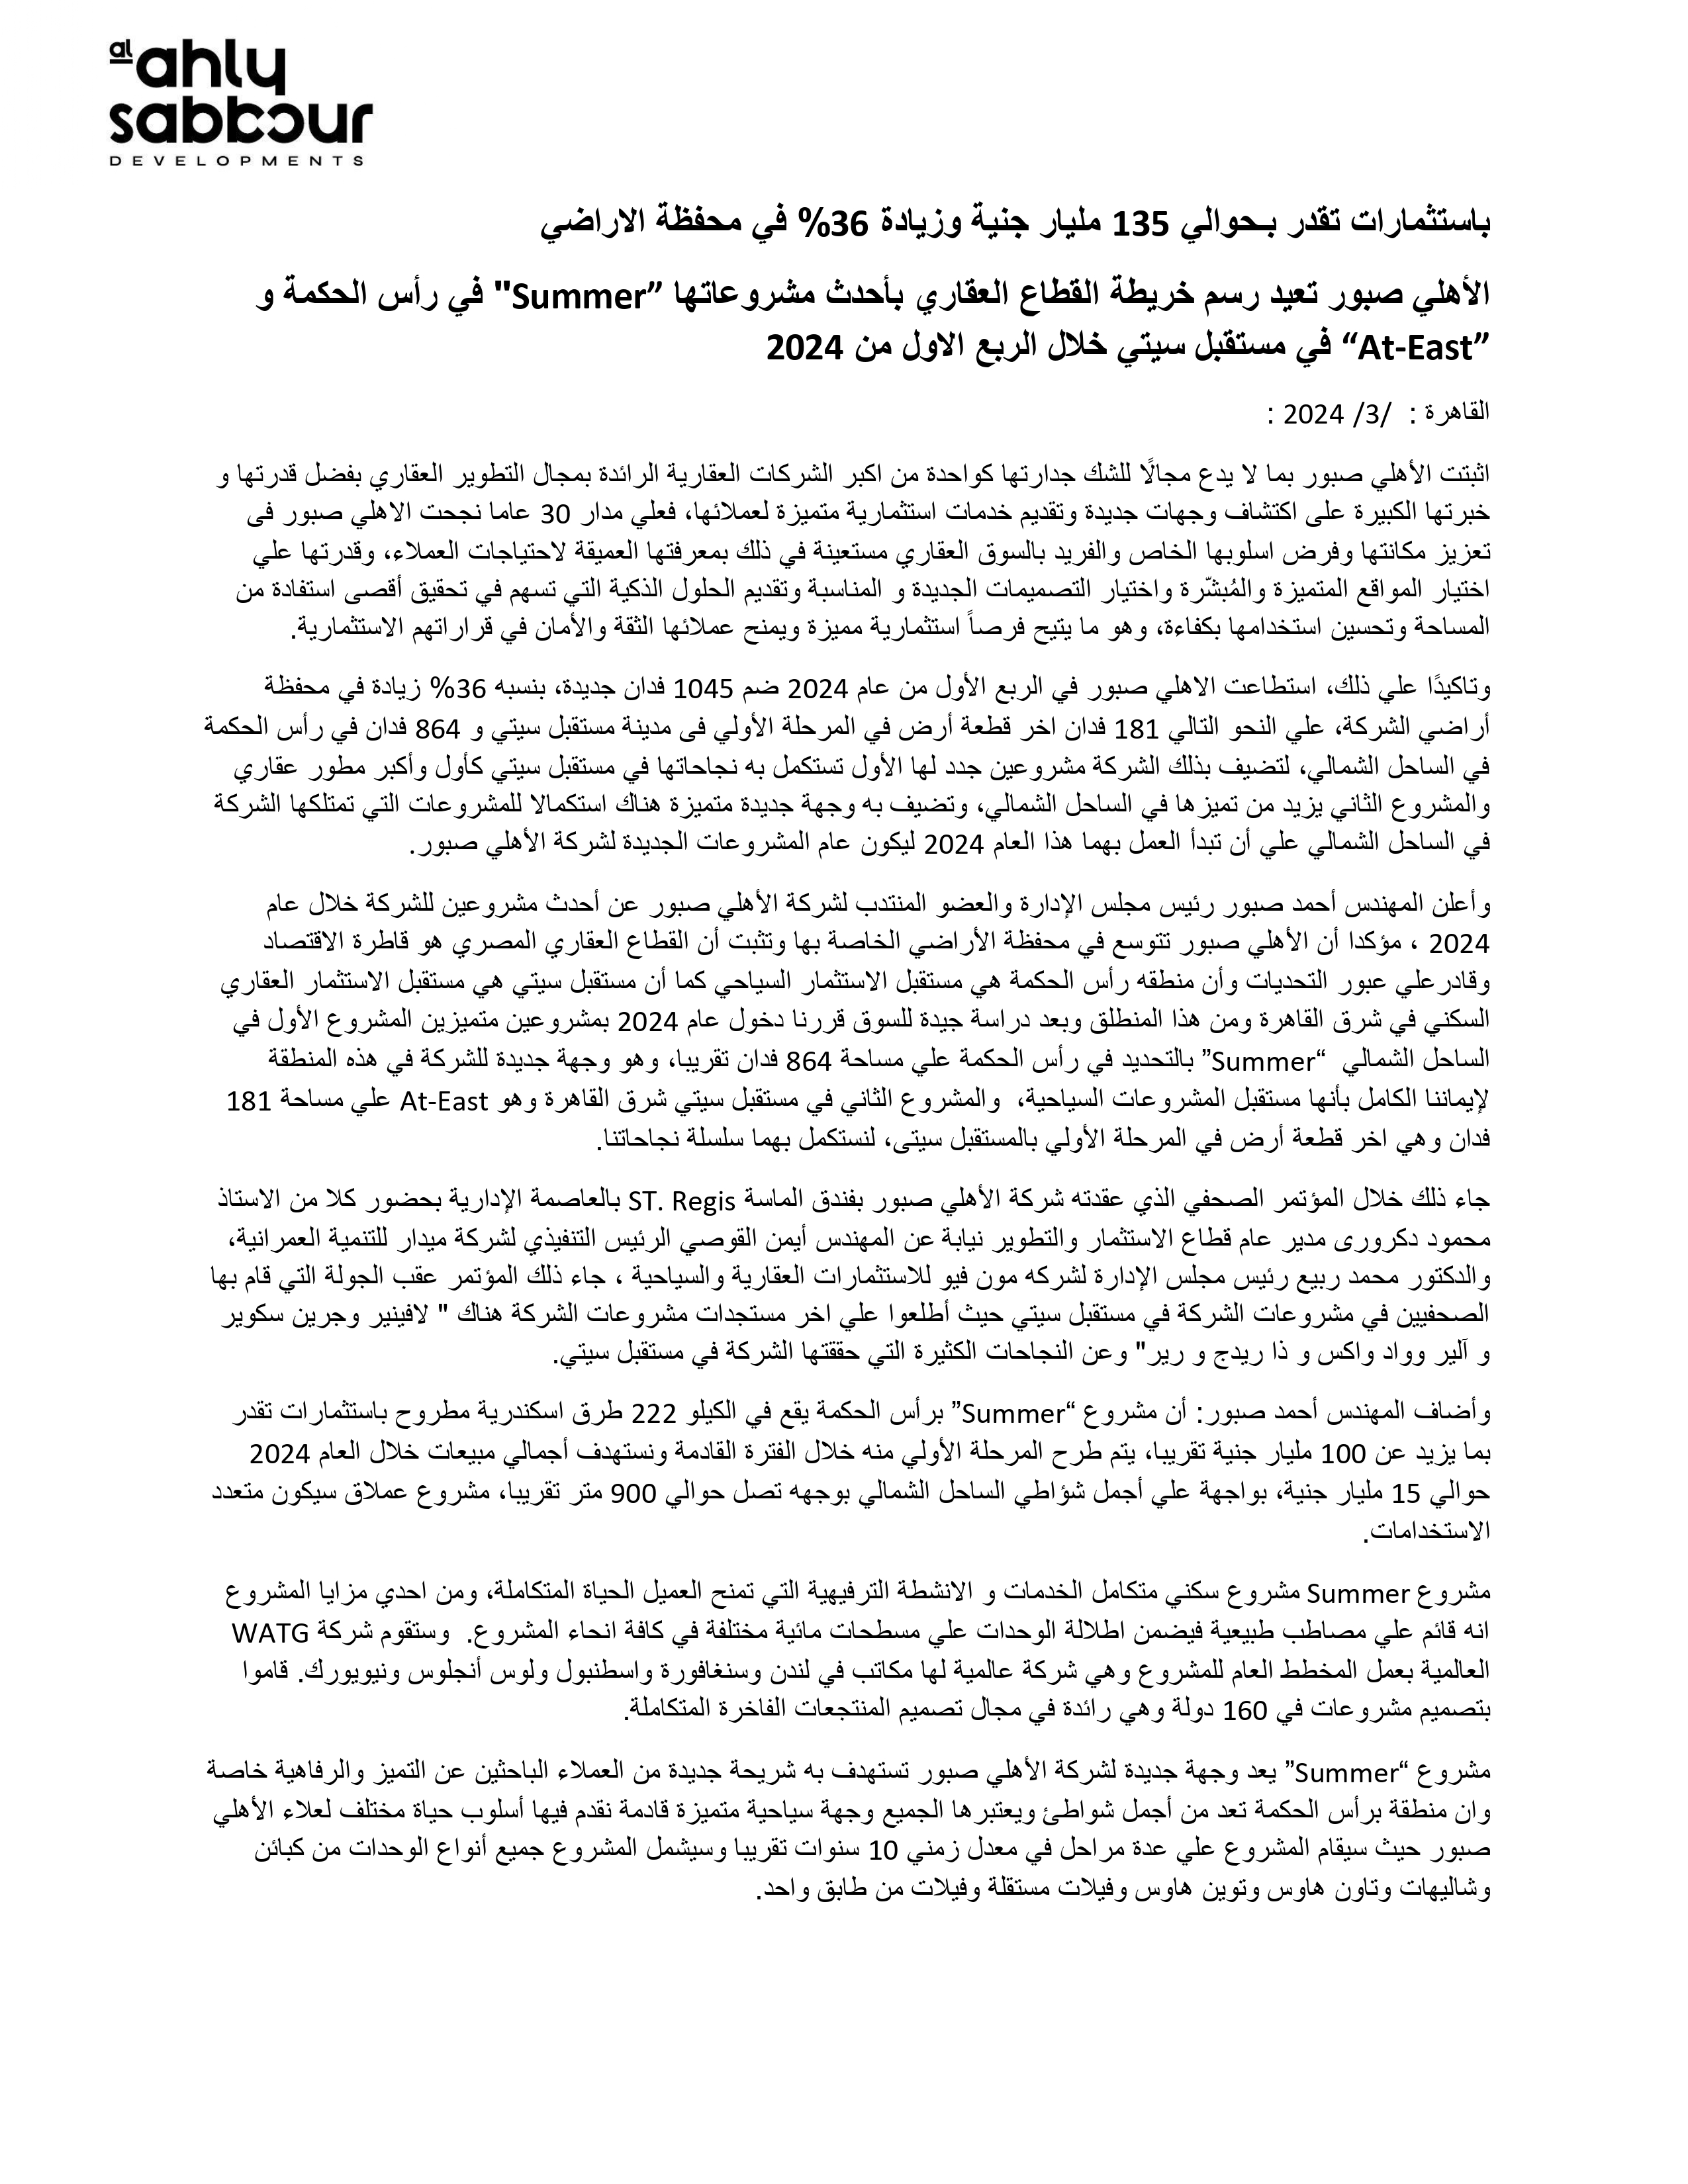 al ahly
sabbour
DEVELOPMENTS
باستثمارات تقدر بـحوالي 135 مليار جنية وزيادة 36% في محفظة الاراضي
الأهلي صبور تعيد رسم خريطة القطاع العقاري بأحدث مشروعاتها ”Summer" في رأس الحكمة و
”At-East“ في مستقبل سيتي خلال الربع الاول من 2024
القاهرة : /3/ 2024 :
اثبتت الأهلي صبور بما لا يدع مجالًا للشك جدارتها كواحدة من اكبر الشركات العقارية الرائدة بمجال التطوير العقاري بفضل قدرتها و
خبرتها الكبيرة على اكتشاف وجهات جديدة وتقديم خدمات استثمارية متميزة لعملائها، فعلي مدار 30 عاما نجحت الاهلي صبور فى
تعزيز مكانتها وفرض اسلوبها الخاص والفريد بالسوق العقاري مستعينة في ذلك بمعرفتها العميقة لاحتياجات العملاء، وقدرتها علي
اختيار المواقع المتميزة والمُبشّرة واختيار التصميمات الجديدة و المناسبة وتقديم الحلول الذكية التي تسهم في تحقيق أقصى استفادة من
المساحة وتحسين استخدامها بكفاءة، وهو ما يتيح فرصاً استثمارية مميزة ويمنح عملائها الثقة والأمان في قراراتهم الاستثمارية.
وتاكيدًا علي ذلك، استطاعت الاهلي صبور في الربع الأول من عام 2024 ضم 1045 فدان جديدة، بنسبه 36% زيادة في محفظة
أراضي الشركة، علي النحو التالي 181 فدان اخر قطعة أرض في المرحلة الأولي فى مدينة مستقبل سيتي و 864 فدان في رأس الحكمة
في الساحل الشمالي، لتضيف بذلك الشركة مشروعين جدد لها الأول تستكمل به نجاحاتها في مستقبل سيتي كأول وأكبر مطور عقاري
والمشروع الثاني يزيد من تميزها في الساحل الشمالي، وتضيف به وجهة جديدة متميزة هناك استكمالا للمشروعات التي تمتلكها الشركة
في الساحل الشمالي علي أن تبدأ العمل بهما هذا العام 2024 ليكون عام المشروعات الجديدة لشركة الأهلي صبور.
وأعلن المهندس أحمد صبور رئيس مجلس الإدارة والعضو المنتدب لشركة الأهلي صبور عن أحدث مشروعين للشركة خلال عام
2024 ، مؤكدا أن الأهلي صبور تتوسع في محفظة الأراضي الخاصة بها وتثبت أن القطاع العقاري المصري هو قاطرة الاقتصاد
وقادرعلي عبور التحديات وأن منطقه رأس الحكمة هي مستقبل الاستثمار السياحي كما أن مستقبل سيتي هي مستقبل الاستثمار العقاري
السكني في شرق القاهرة ومن هذا المنطلق وبعد دراسة جيدة للسوق قررنا دخول عام 2024 بمشروعين متميزين المشروع الأول في
الساحل الشمالي “Summer” بالتحديد في رأس الحكمة علي مساحة 864 فدان تقريبا، وهو وجهة جديدة للشركة في هذه المنطقة
لإيماننا الكامل بأنها مستقبل المشروعات السياحية، والمشروع الثاني في مستقبل سيتي شرق القاهرة وهو At-East علي مساحة 181
فدان وهي اخر قطعة أرض في المرحلة الأولي بالمستقبل سيتى، لنستكمل بهما سلسلة نجاحاتنا.
جاء ذلك خلال المؤتمر الصحفي الذي عقدته شركة الأهلي صبور بفندق الماسة ST. Regis بالعاصمة الإدارية بحضور كلا من الاستاذ
محمود دكرورى مدير عام قطاع الاستثمار والتطوير نيابة عن المهندس أيمن القوصي الرئيس التنفيذي لشركة ميدار للتنمية العمرانية،
والدكتور محمد ربيع رئيس مجلس الإدارة لشركه مون فيو للاستثمارات العقارية والسياحية ، جاء ذلك المؤتمر عقب الجولة التي قام بها
الصحفيين في مشروعات الشركة في مستقبل سيتي حيث أطلعوا علي اخر مستجدات مشروعات الشركة هناك " لافينير وجرين سكوير
و آلير وواد واكس و ذا ريدج و رير" وعن النجاحات الكثيرة التي حققتها الشركة في مستقبل سيتي.
وأضاف المهندس أحمد صبور: أن مشروع “Summer” برأس الحكمة يقع في الكيلو 222 طرق اسكندرية مطروح باستثمارات تقدر
بما يزيد عن 100 مليار جنية تقريبا، يتم طرح المرحلة الأولي منه خلال الفترة القادمة ونستهدف أجمالي مبيعات خلال العام 2024
حوالي 15 مليار جنية، بواجهة علي أجمل شؤاطي الساحل الشمالي بوجهه تصل حوالي 900 متر تقريبا، مشروع عملاق سيكون متعدد
الاستخدامات.
مشروع Summer مشروع سكني متكامل الخدمات و الانشطة الترفيهية التي تمنح العميل الحياة المتكاملة، ومن احدي مزايا المشروع
انه قائم علي مصاطب طبيعية فيضمن اطلالة الوحدات علي مسطحات مائية مختلفة في كافة انحاء المشروع. وستقوم شركة WATG
العالمية بعمل المخطط العام للمشروع وهي شركة عالمية لها مكاتب في لندن وسنغافورة واسطنبول ولوس أنجلوس ونيويورك. قاموا
بتصميم مشروعات في 160 دولة وهي رائدة في مجال تصميم المنتجعات الفاخرة المتكاملة.
مشروع “Summer” يعد وجهة جديدة لشركة الأهلي صبور تستهدف به شريحة جديدة من العملاء الباحثين عن التميز والرفاهية خاصة
وان منطقة برأس الحكمة تعد من أجمل شواطئ ويعتبرها الجميع وجهة سياحية متميزة قادمة نقدم فيها أسلوب حياة مختلف لعلاء الأهلي
صبور حيث سيقام المشروع علي عدة مراحل في معدل زمني 10 سنوات تقريبا وسيشمل المشروع جميع أنواع الوحدات من كبائن
وشاليهات وتاون هاوس وتوين هاوس وفيلات مستقلة وفيلات من طابق واحد.